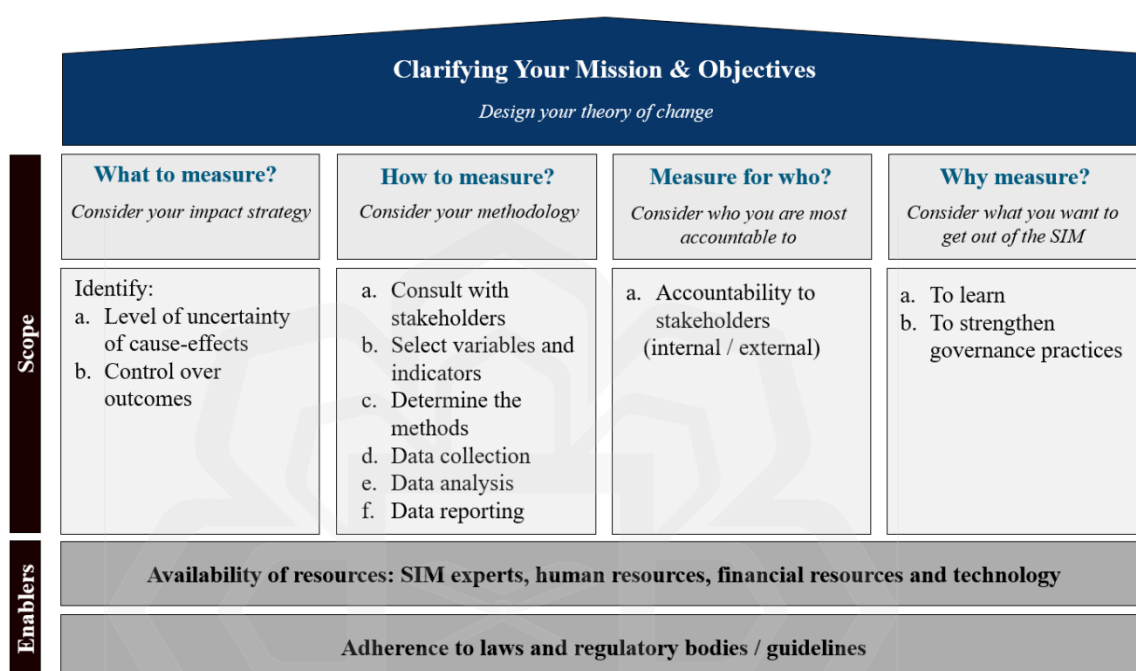 Clarifying Your Mission & Objectives
Design your theory of change
Scope
What to measure?
Consider your impact strategy
Identify:
a. Level of uncertainty
of cause-effects
b. Control over
outcomes
How to measure?
Consider your methodology
a. Consult with
stakeholders
b. Select variables and
indicators
c. Determine the
methods
d. Data collection
e. Data analysis
f. Data reporting
Measure for who?
Consider who you are most
accountable to
a. Accountability to
stakeholders
(internal / external)
Why measure?
Consider what you want to
get out of the SIM
a. To learn
b. To strengthen
governance practices
Enablers
Availability of resources: SIM experts, human resources, financial resources and technology
Adherence to laws and regulatory bodies / guidelines